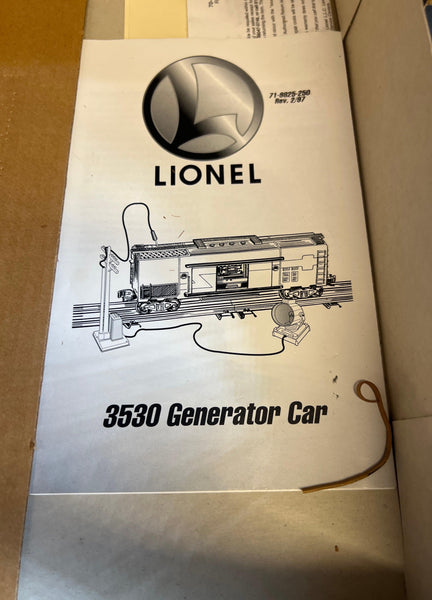 71-9825-250
Rev. 2/97
LIONEL
3530 Generator Car